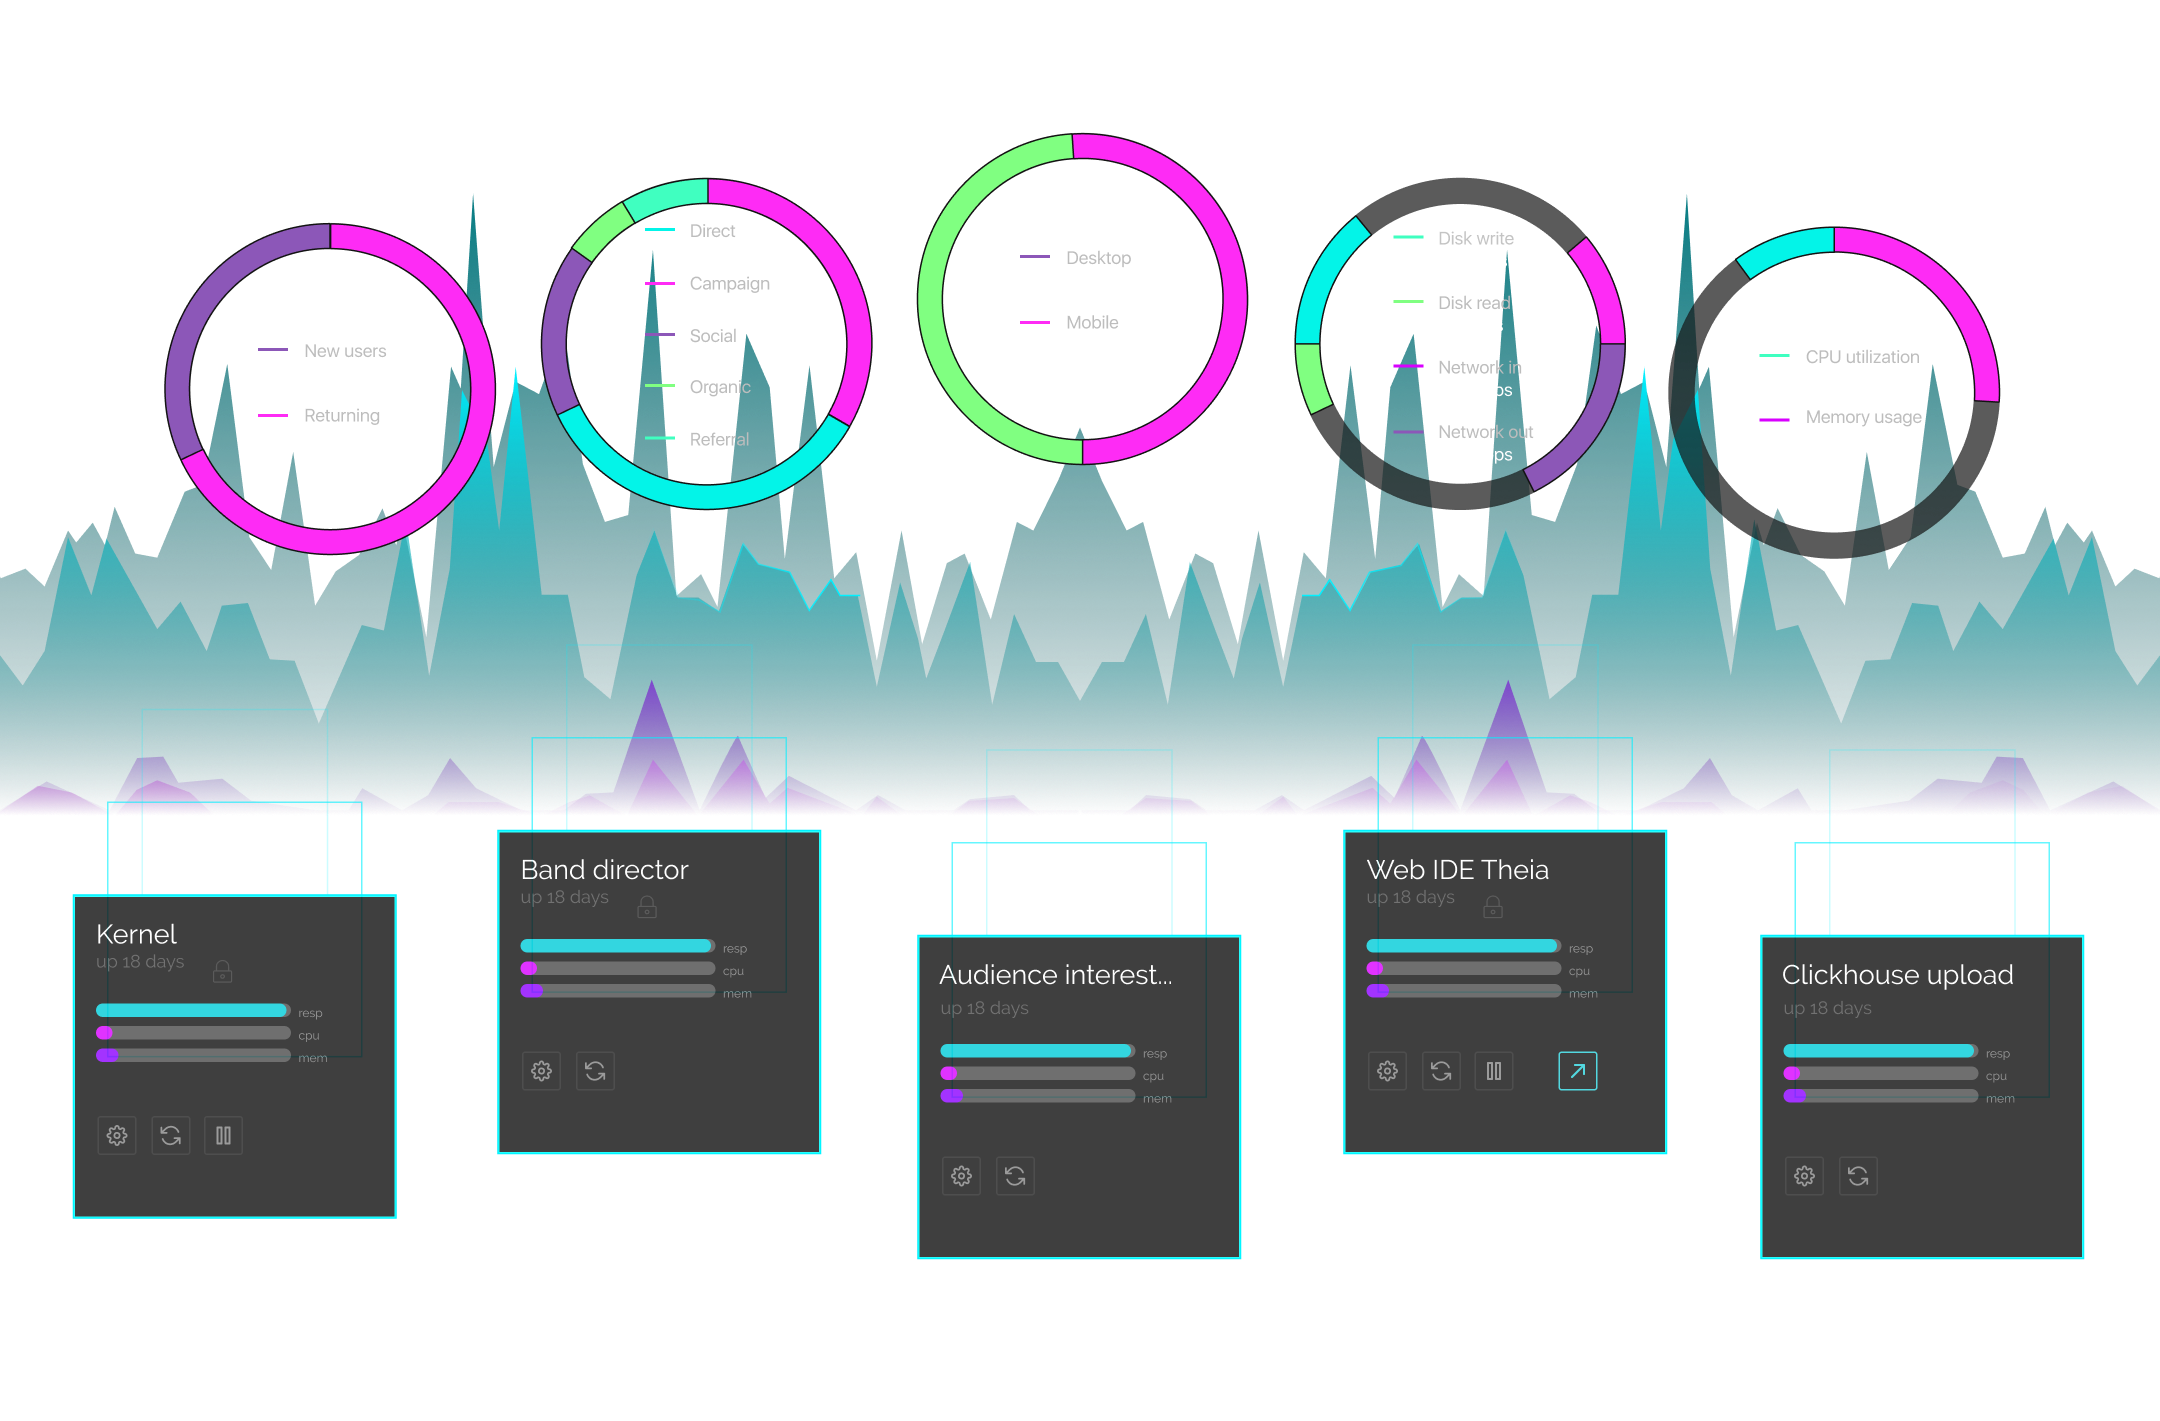 New users
Returning
Direct
Campaign
Social
Organic
Referral
Desktop
Mobile
Disk write
Disk read
s
Network in
ps
Network out
ps
CPU utilization
Memory usage
Kernel
up 18 days
resp
cpu
mem
Band director
up 18 days
resp
cpu
mem
Audience interest...
up 18 days
resp
cpu
mem
Web IDE Theia
up 18 days
resp
cpu
mem
Clickhouse upload
up 18 days
resp
cpu
mem